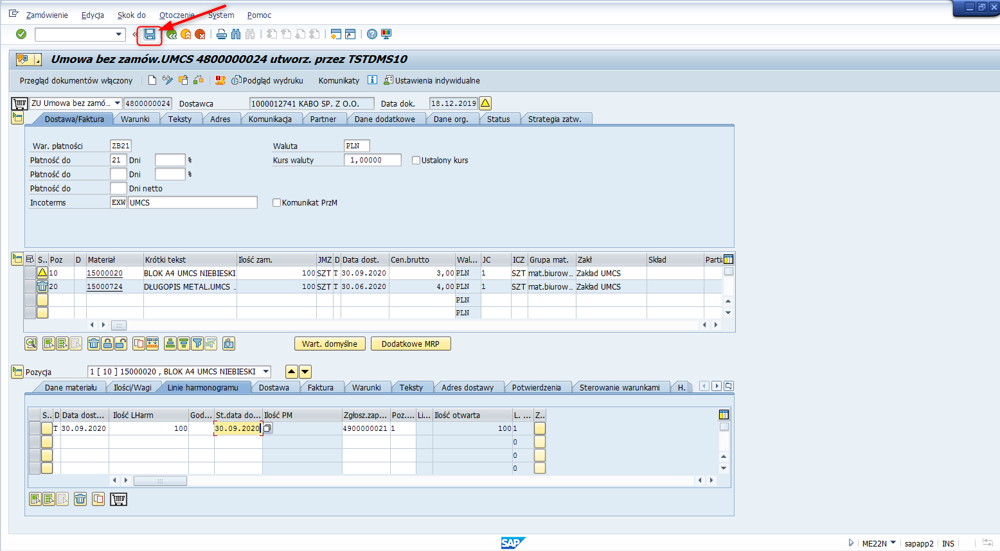 Zamówienie Edycja Skok do Otoczenie System Pomoc
Umowa bez zamów.UMCS 4800000024 utworz. przez TSTDMS10
Przegląd dokumentów włączony Podgląd wydruku Komunikaty Ustawienia indywidualne
ZU Umowa bez zamó... 4800000024 Dostawca 1000012741 KABO SP. Z O.O. Data dok. 18.12.2019
Dostawa/Faktura Warunki Teksty Adres Komunikacja Partner Dane dodatkowe Dane org. Status Strategia zatw.
War. płatności ZB21 Waluta PLN
Płatność do 21 Dni % Kurs waluty 1,00000 Ustalony kurs
Płatność do Dni %
Płatność do Dni netto
Incoterms EXW UMCS Komunikat PrzM
S.. Poz D Materiał Krótki tekst Ilość zam. JMZ D Data dost. Cen.brutto Wal... JC ICZ Grupa mat. Zakł Skład Parti
10 15000020 BLOK A4 UMCS NIEBIESKI 100 SZT T 30.09.2020 3,00 PLN 1 SZT mat.biurow... Zakład UMCS
20 15000724 DŁUGOPIS METAL.UMCS .. 100 SZT T 30.06.2020 4,00 PLN 1 SZT mat.biurow... Zakład UMCS
PLN
PLN
Wart. domyślne Dodatkowe MRP
Pozycja 1 [ 10 ] 15000020 , BLOK A4 UMCS NIEBIESKI
Dane materiału Ilości/Wagi Linie harmonogramu Dostawa Faktura Warunki Teksty Adres dostawy Potwierdzenia Sterowanie warunkami H.
S.. D Data dost... Ilość LHarm God... St.data do... Ilość PM Zgłosz.zap... Poz.... Li... Ilość otwarta L. ... Z..
T 30.09.2020 100 30.09.2020 4900000021 1 100 1
0
0
0
SAP ME22N sapapp2 INS